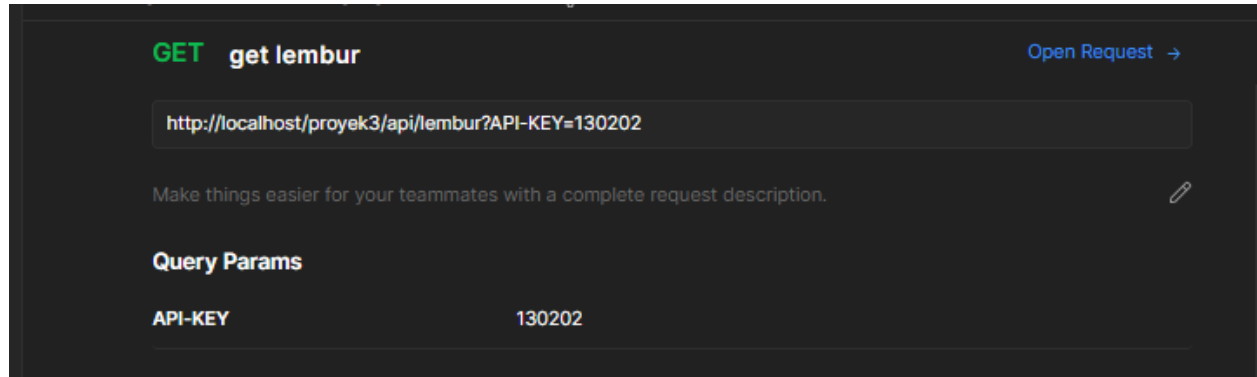 GET get lembur Open Request →
http://localhost/proyek3/api/lembur?API-KEY=130202
Make things easier for your teammates with a complete request description.
Query Params
API-KEY 130202